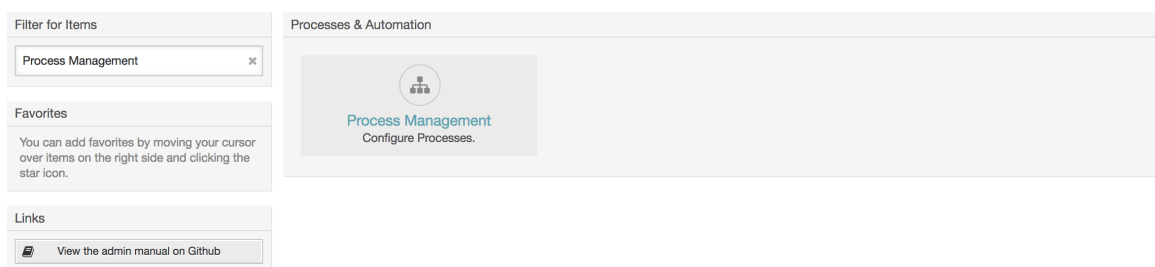 Filter for Items
Process Management
Favorites
You can add favorites by moving your cursor
over items on the right side and clicking the
star icon.
Links
View the admin manual on Github
Processes & Automation
Process Management
Configure Processes.